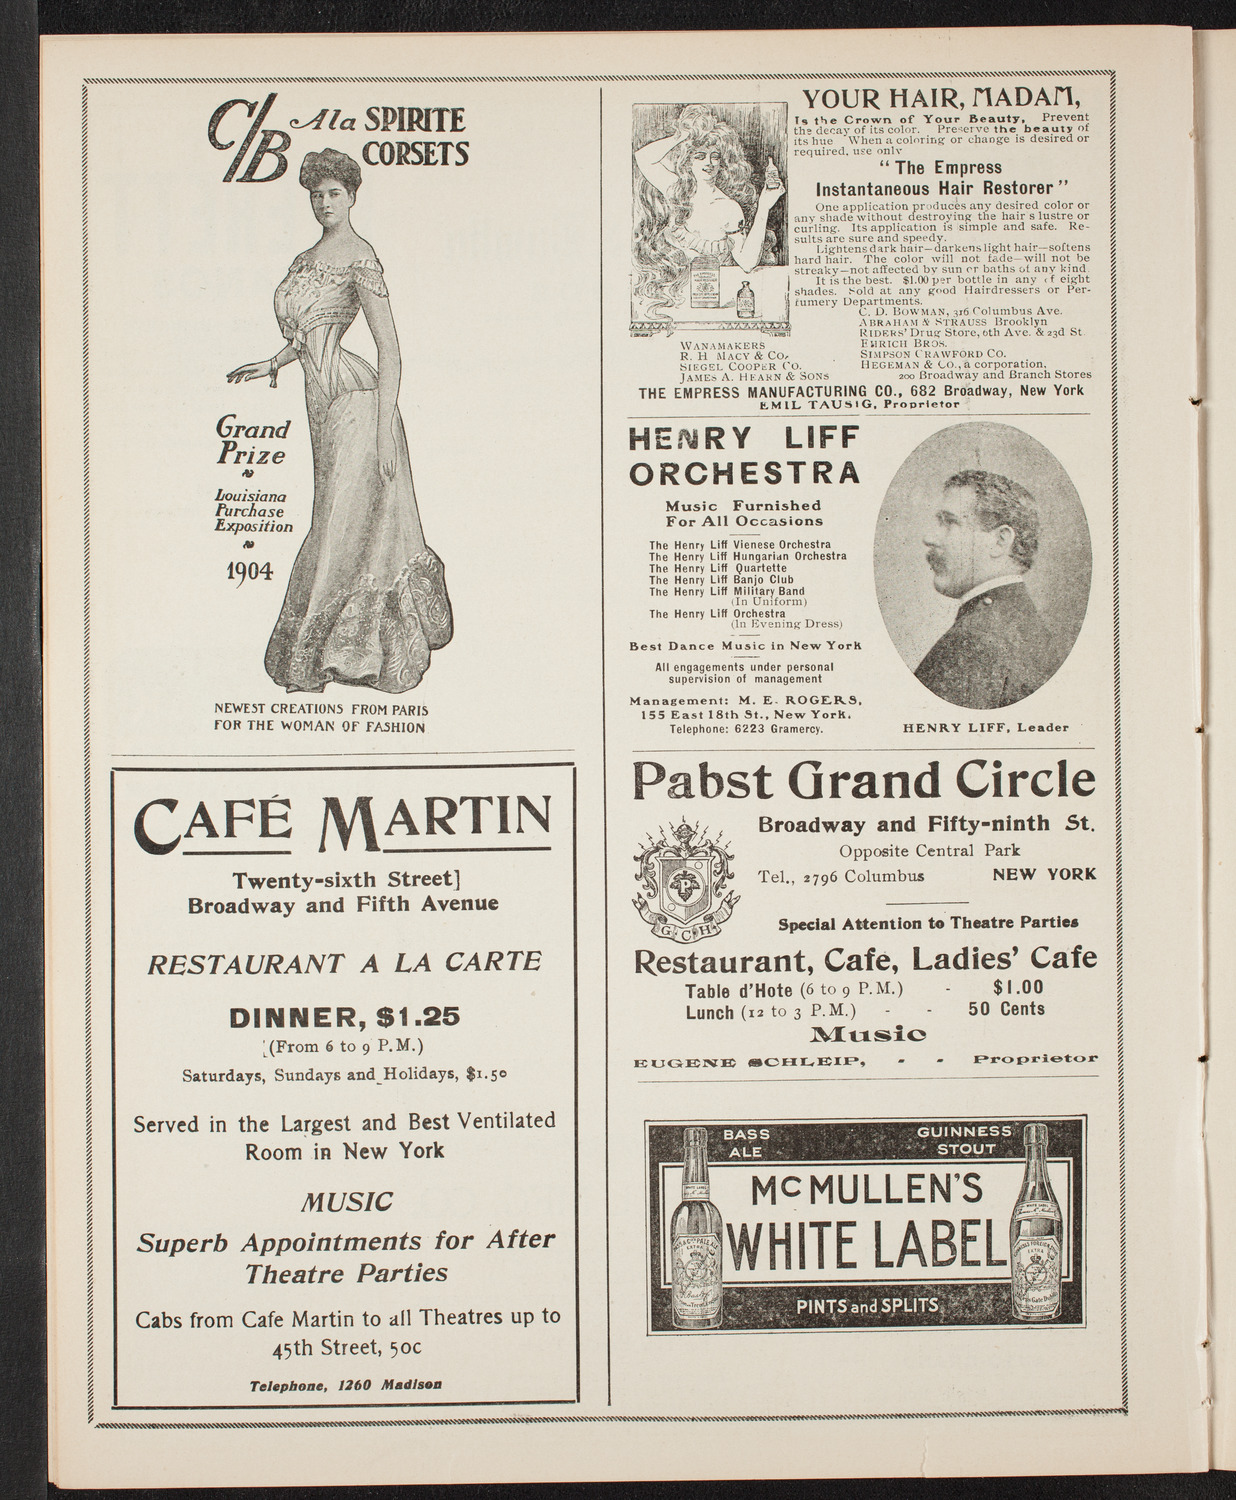 C/B A la SPIRITE
CORSETS
Grand
Prize
Louisiana
Purchase
Exposition
1904
NEWEST CREATIONS FROM PARIS
FOR THE WOMAN OF FASHION
CAFÉ MARTIN
Twenty-sixth Street]
Broadway and Fifth Avenue
RESTAURANT A LA CARTE
DINNER, $1.25
(From 6 to 9 P.M.)
Saturdays, Sundays and Holidays, $1.50
Served in the Largest and Best Ventilated
Room in New York
MUSIC
Superb Appointments for After
Theatre Parties
Cabs from Cafe Martin to all Theatres up to
45th Street, 50c
Telephone, 1260 Madison
YOUR HAIR, MADAM,
Is the Crown of Your Beauty, Prevent
the decay of its color. Preserve the beauty of
its hue When a coloring or change is desired or
required, use only
"The Empress
Instantaneous Hair Restorer"
One application produces any desired color or
any shade without destroying the hair s lustre or
curling. Its application is simple and safe. Re-
sults are sure and speedy.
Lightens dark hair—darkens light hair—softens
hard hair. The color will not fade—will not be
streaky—not affected by sun or baths of any kind.
It is the best. $1.00 per bottle in any of eight
shades. Sold at any good Hairdressers or Per-
fumery Departments.
C. D. BOWMAN, 316 Columbus Ave.
ABRAHAM & STRAUSS Brooklyn
RIDERS' Drug Store, 6th Ave. & 23d St.
EHRICH BROS.
SIMPSON CRAWFORD CO.
HEGEMAN & CO., a corporation,
200 Broadway and Branch Stores
WANAMAKERS
R. H. MACY & CO.
SIEGEL COOPER CO.
JAMES A. HEARN & SONS
THE EMPRESS MANUFACTURING CO., 682 Broadway, New York
EMIL TAUSIG, Proprietor
HENRY LIFF
ORCHESTRA
Music Furnished
For All Occasions
The Henry Liff Vienese Orchestra
The Henry Liff Hungarian Orchestra
The Henry Liff Quartette
The Henry Liff Banjo Club
The Henry Liff Military Band
(In Uniform)
The Henry Liff Orchestra
(In Evening Dress)
Best Dance Music in New York
All engagements under personal
supervision of management
Management: M. E. ROGERS,
155 East 18th St., New York.
Telephone: 6223 Gramercy.
HENRY LIFF, Leader
Pabst Grand Circle
Broadway and Fifty-ninth St.
Opposite Central Park
Tel., 2796 Columbus NEW YORK
P
G C H
Special Attention to Theatre Parties
Restaurant, Cafe, Ladies' Cafe
Table d'Hote (6 to 9 P.M.) - $1.00
Lunch (12 to 3 P.M.) - - 50 Cents
Music
EUGENE SCHLEIP, - - Proprietor
BASS
ALE
GUINNESS
STOUT
McMULLEN'S
WHITE LABEL
PINTS and SPLITS